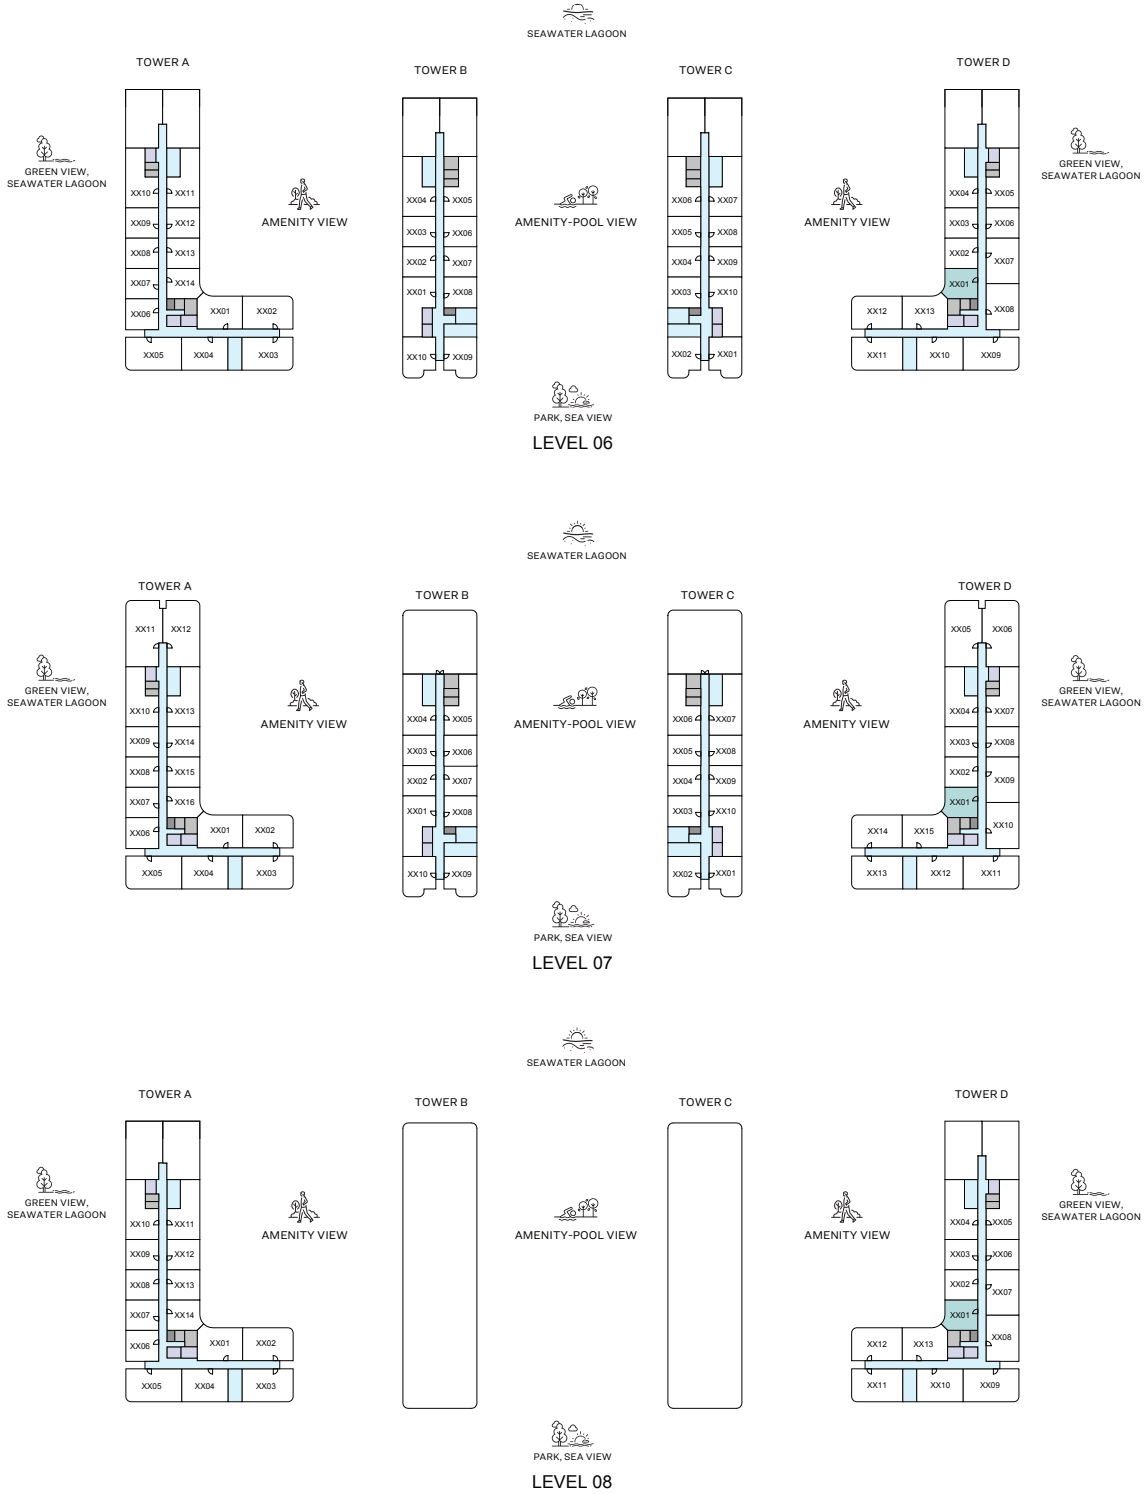 SEAWATER LAGOON
TOWER A
TOWER B
TOWER C
TOWER D
GREEN VIEW,
SEAWATER LAGOON
AMENITY VIEW
AMENITY-POOL VIEW
AMENITY VIEW
GREEN VIEW,
SEAWATER LAGOON
XX10 XX11
XX09 XX12
XX08 XX13
XX07 XX14
XX06 XX01 XX02
XX05 XX04 XX03
XX04 XX05
XX03 XX06
XX02 XX07
XX01 XX08
XX10 XX09
XX06 XX07
XX05 XX08
XX04 XX09
XX03 XX10
XX02 XX01
XX04 XX05
XX03 XX06
XX02 XX07
XX01
XX12 XX13 XX08
XX11 XX10 XX09
PARK, SEA VIEW
LEVEL 06
SEAWATER LAGOON
TOWER A
TOWER B
TOWER C
TOWER D
GREEN VIEW,
SEAWATER LAGOON
AMENITY VIEW
AMENITY-POOL VIEW
AMENITY VIEW
GREEN VIEW,
SEAWATER LAGOON
XX11 XX12
XX10 XX13
XX09 XX14
XX08 XX15
XX07 XX16
XX06 XX01 XX02
XX05 XX04 XX03
XX04 XX05
XX03 XX06
XX02 XX07
XX01 XX08
XX10 XX09
XX06 XX07
XX05 XX08
XX04 XX09
XX03 XX10
XX02 XX01
XX05 XX06
XX04 XX07
XX03 XX08
XX02 XX09
XX01
XX14 XX15 XX10
XX13 XX12 XX11
PARK, SEA VIEW
LEVEL 07
SEAWATER LAGOON
TOWER A
TOWER B
TOWER C
TOWER D
GREEN VIEW,
SEAWATER LAGOON
AMENITY VIEW
AMENITY-POOL VIEW
AMENITY VIEW
GREEN VIEW,
SEAWATER LAGOON
XX10 XX11
XX09 XX12
XX08 XX13
XX07 XX14
XX06 XX01 XX02
XX05 XX04 XX03
XX04 XX05
XX03 XX06
XX02 XX07
XX01
XX12 XX13 XX08
XX11 XX10 XX09
PARK, SEA VIEW
LEVEL 08